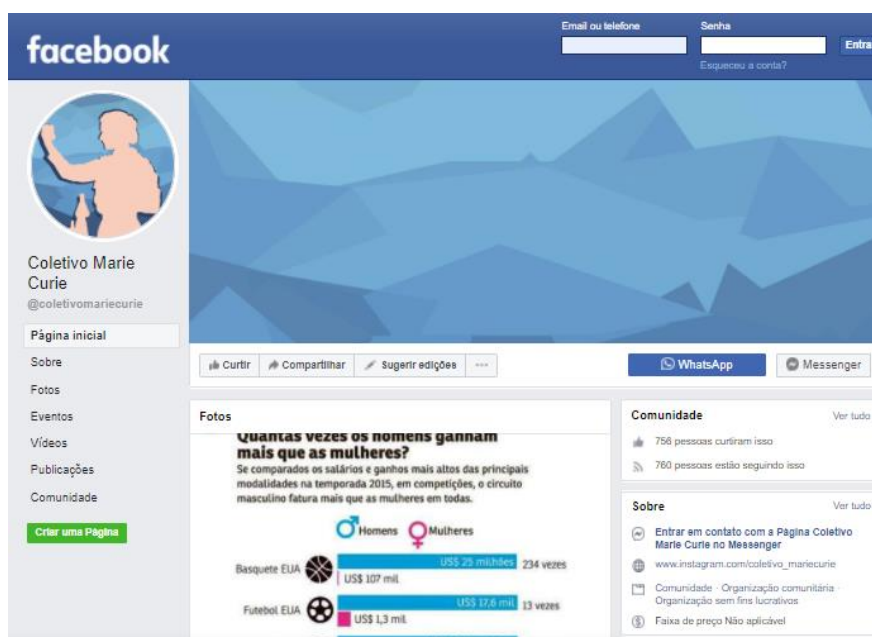 facebook
Email ou telefone
Senha
Entra
Esqueceu a conta?
Coletivo Marie
Curie
@coletivomariecurie
Página inicial
Sobre
Fotos
Eventos
Vídeos
Publicações
Comunidade
Criar uma Página
Curtir
Compartilhar
Sugerir edições
WhatsApp
Messenger
Fotos
Quantas vezes os homens ganham
mais que as mulheres?
Se comparados os salários e ganhos mais altos das principais
modalidades na temporada 2015, em competições, o circuito
masculino fatura mais que as mulheres em todas.
Homens Mulheres
Basquete EUA
US$ 25 milhões 234 vezes
US$ 107 mil
Futebol EUA
US$ 17,6 mil 13 vezes
US$ 1,3 mil
Comunidade Ver tudo
756 pessoas curtiram isso
760 pessoas estão seguindo isso
Sobre Ver tudo
Entrar em contato com a Página Coletivo
Marie Curie no Messenger
www.instagram.com/coletivo_mariecurie
Comunidade · Organização comunitária ·
Organização sem fins lucrativos
Faixa de preço Não aplicável